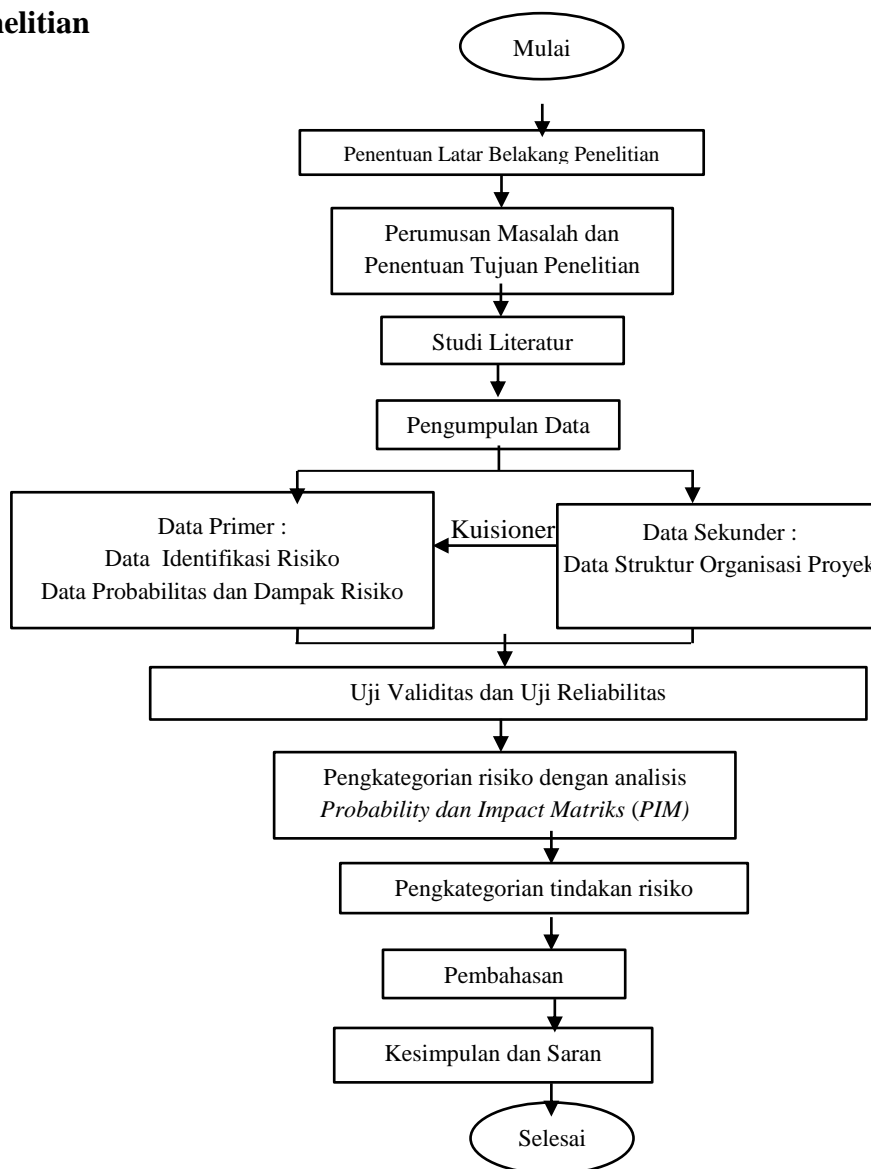 nelitian
Mulai
Penentuan Latar Belakang Penelitian
Perumusan Masalah dan
Penentuan Tujuan Penelitian
Studi Literatur
Pengumpulan Data
Data Primer :
Data Identifikasi Risiko
Data Probabilitas dan Dampak Risiko
Kuisioner
Data Sekunder :
Data Struktur Organisasi Proyek
Uji Validitas dan Uji Reliabilitas
Pengkategorian risiko dengan analisis
Probability dan Impact Matriks (PIM)
Pengkategorian tindakan risiko
Pembahasan
Kesimpulan dan Saran
Selesai